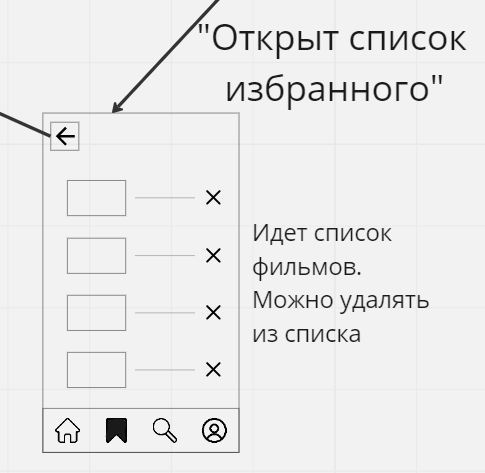 "Открыт список
избранного"
Идет список
фильмов.
Можно удалять
из списка